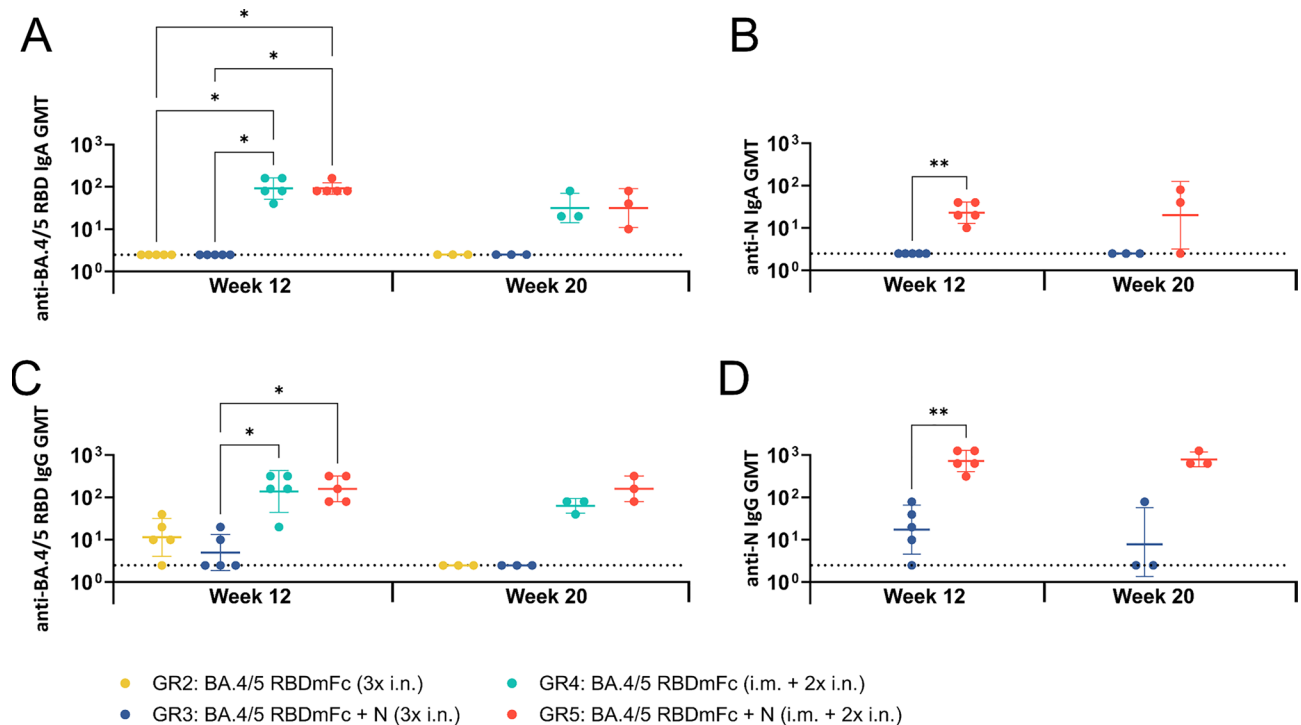 A
anti-BA.4/5 RBD IgA GMT
10³
10²
10¹
10⁰
*
*
*
*
Week 12
Week 20
B
anti-N IgA GMT
10³
10²
10¹
10⁰
**
Week 12
Week 20
C
anti-BA.4/5 RBD IgG GMT
10³
10²
10¹
10⁰
*
*
Week 12
Week 20
D
anti-N IgG GMT
10³
10²
10¹
10⁰
**
Week 12
Week 20
GR2: BA.4/5 RBDmFc (3x i.n.)
GR3: BA.4/5 RBDmFc + N (3x i.n.)
GR4: BA.4/5 RBDmFc (i.m. + 2x i.n.)
GR5: BA.4/5 RBDmFc + N (i.m. + 2x i.n.)